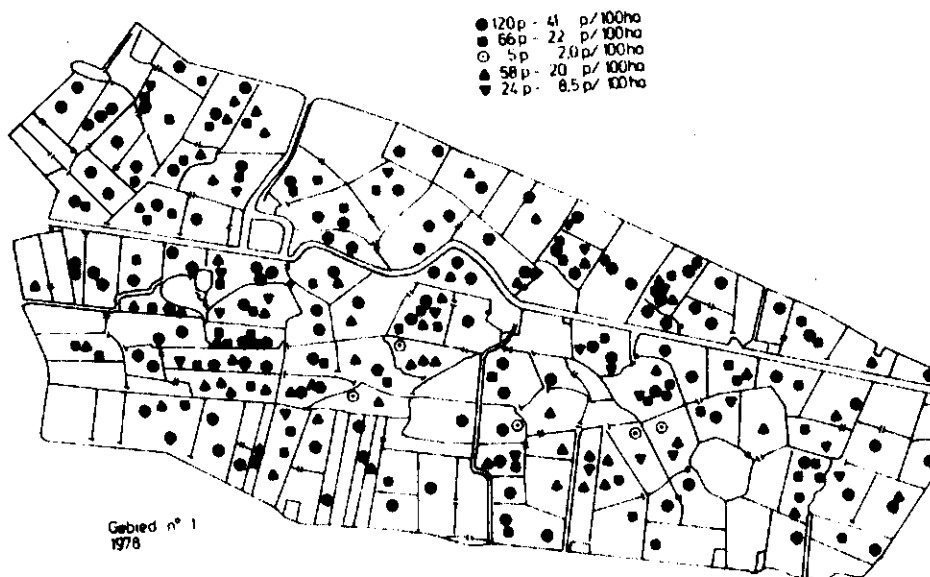 120 p - 41 p/100ha
66 p - 22 p/100ha
5 p 2,0 p/100ha
58 p - 20 p/100ha
24 p - 8,5 p/100ha
Gebied n° 1
1978